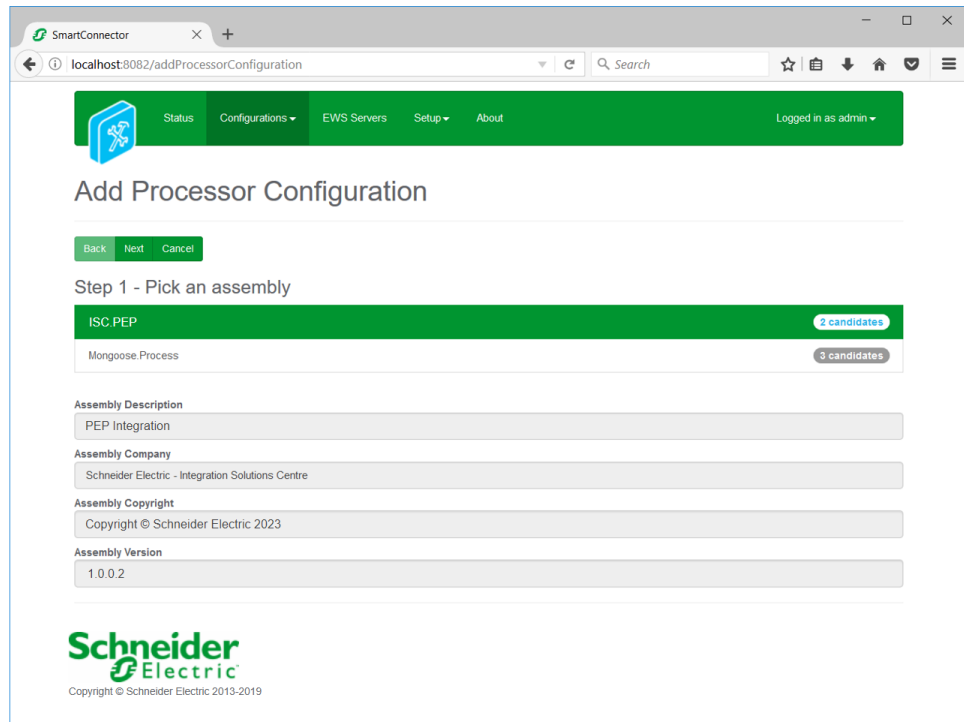 SmartConnector
localhost:8082/addProcessorConfiguration
Search
Status Configurations EWS Servers Setup About Logged in as admin
Add Processor Configuration
Back Next Cancel
Step 1 - Pick an assembly
ISC.PEP 2 candidates
Mongoose.Process 3 candidates
Assembly Description
PEP Integration
Assembly Company
Schneider Electric - Integration Solutions Centre
Assembly Copyright
Copyright © Schneider Electric 2023
Assembly Version
1.0.0.2
Schneider
Electric
Copyright © Schneider Electric 2013-2019